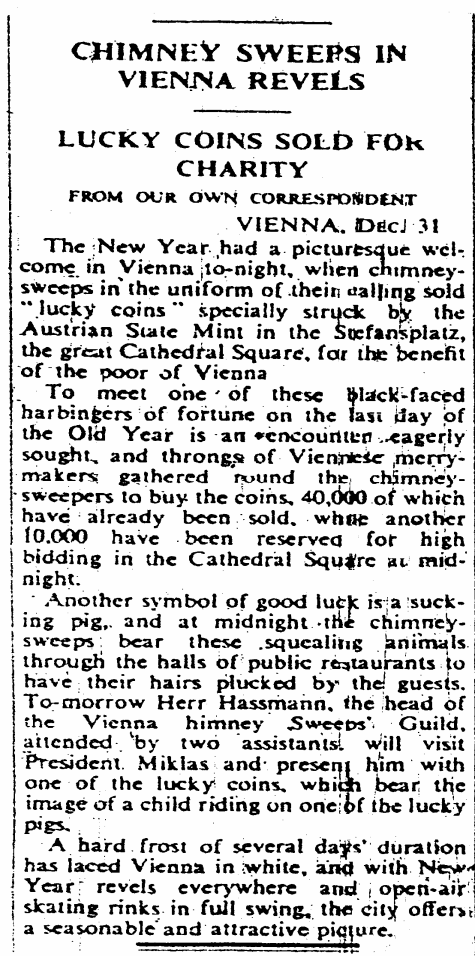 CHIMNEY SWEEPS IN
VIENNA REVELS
LUCKY COINS SOLD FOR
CHARITY
FROM OUR OWN CORRESPONDENT
VIENNA, Dec. 31
The New Year had a picturesque wel-
come in Vienna to-night, when chimney-
sweeps in the uniform of their calling sold
"lucky coins" specially struck by the
Austrian State Mint in the Stefansplatz,
the great Cathedral Square, for the benefit
of the poor of Vienna
To meet one of these black-faced
harbingers of fortune on the last day of
the Old Year is an encounter eagerly
sought, and throngs of Viennese merry-
makers gathered round the chimney-
sweepers to buy the coins, 40,000 of which
have already been sold, while another
10,000 have been reserved for high
bidding in the Cathedral Square at mid-
night.
Another symbol of good luck is a suck-
ing pig, and at midnight the chimney-
sweeps bear these squealing animals
through the halls of public restaurants to
have their hairs plucked by the guests.
To-morrow Herr Hassmann, the head of
the Vienna himney Sweeps' Guild,
attended by two assistants, will visit
President Miklas and present him with
one of the lucky coins, which bear the
image of a child riding on one of the lucky
pigs.
A hard frost of several days' duration
has laced Vienna in white, and with New
Year revels everywhere and open-air
skating rinks in full swing, the city offers
a seasonable and attractive picture.